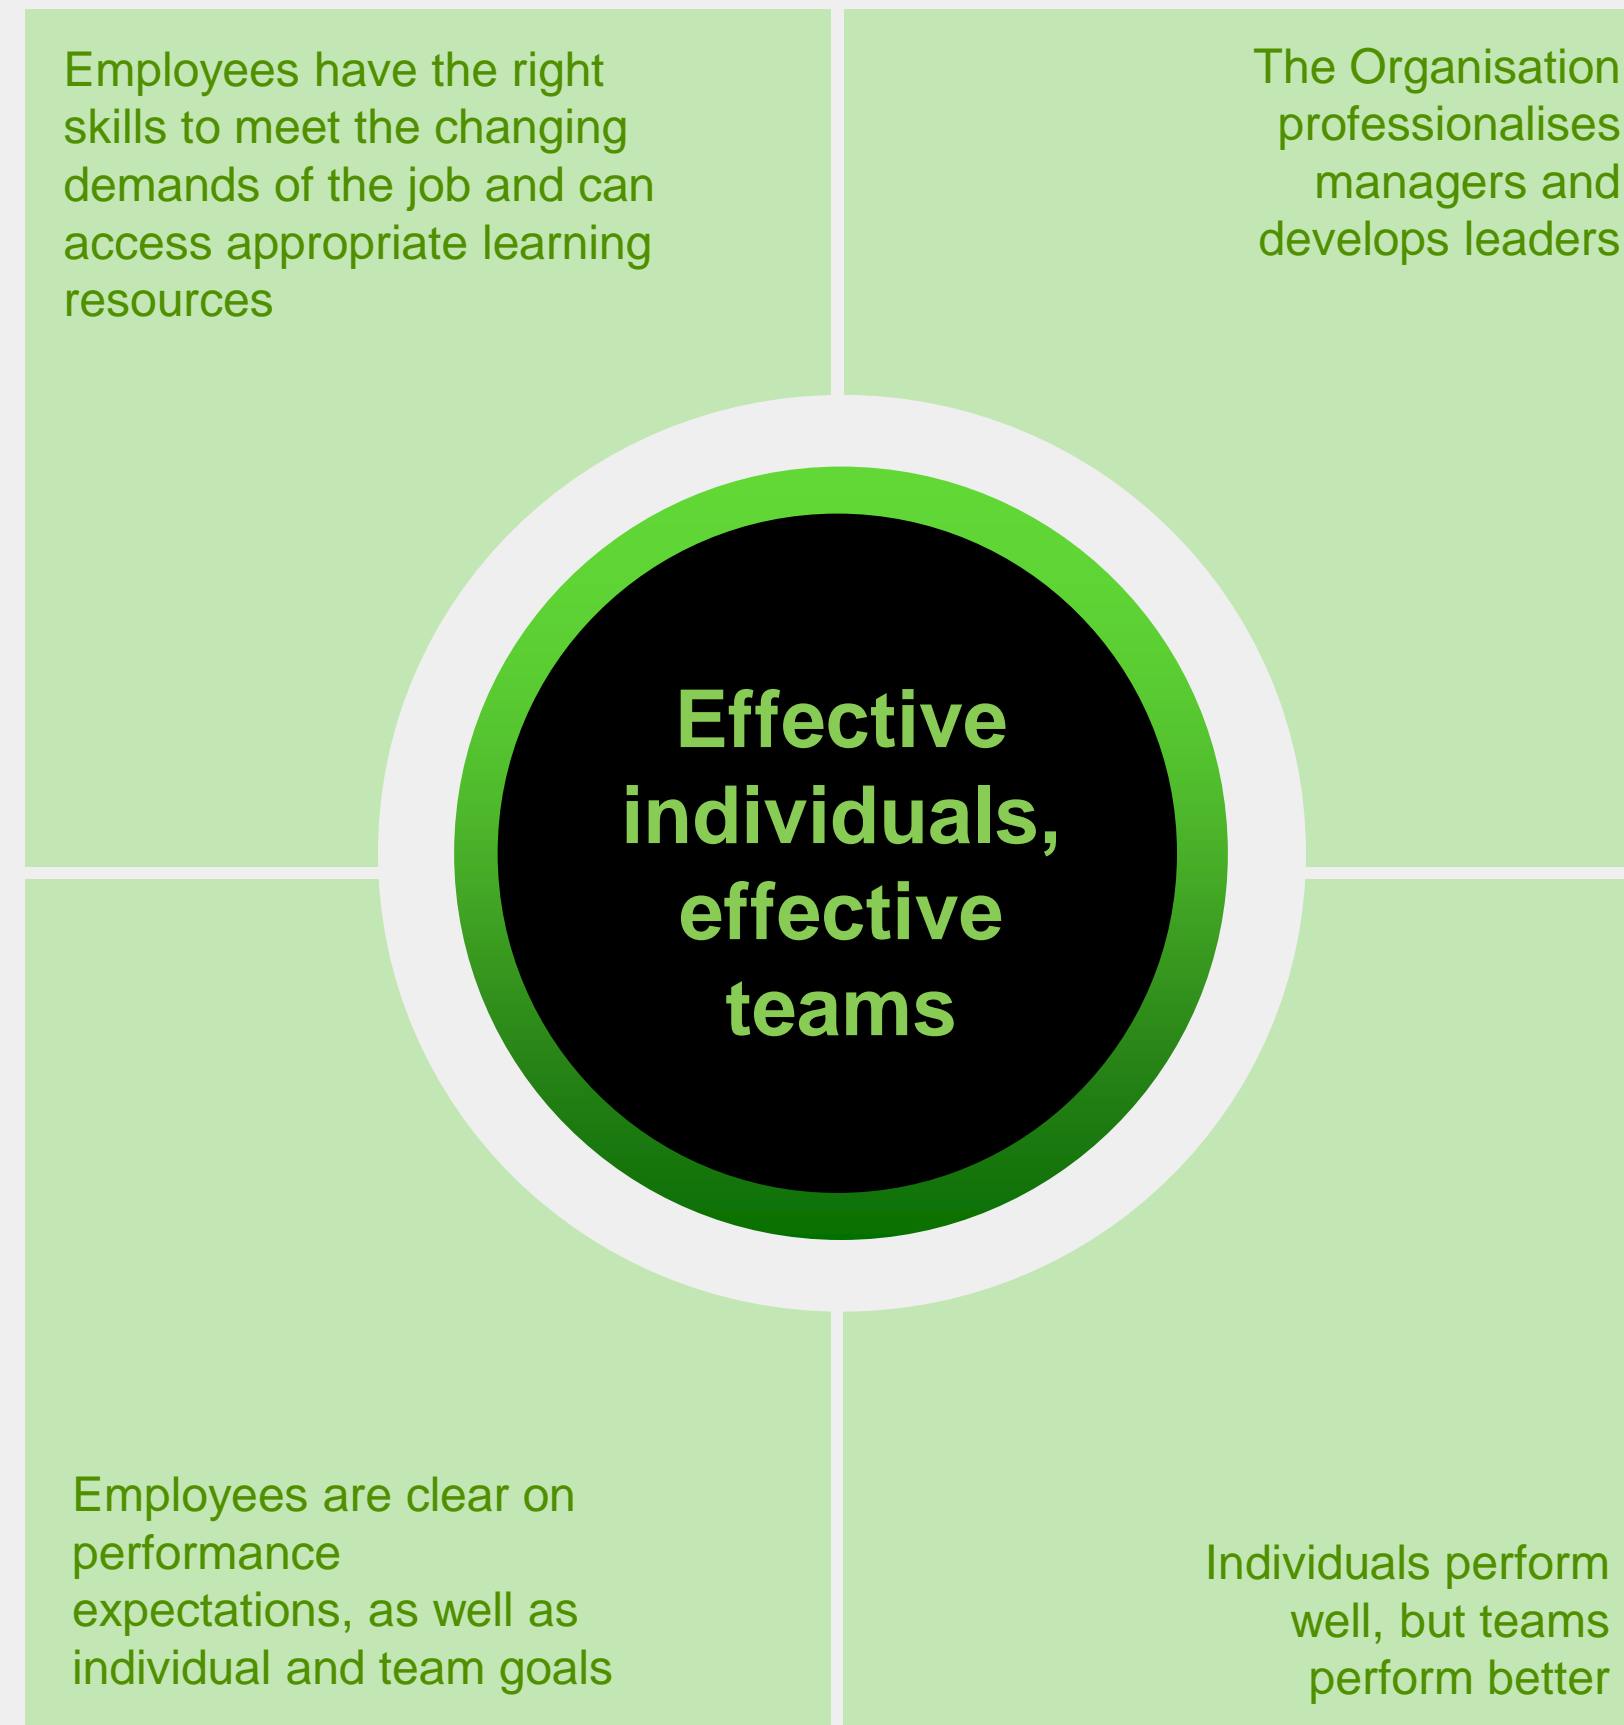 Employees have the right
skills to meet the changing
demands of the job and can
access appropriate learning
resources
The Organisation
professionalises
managers and
develops leaders
Effective
individuals,
effective
teams
Employees are clear on
performance
expectations, as well as
individual and team goals
Individuals perform
well, but teams
perform better